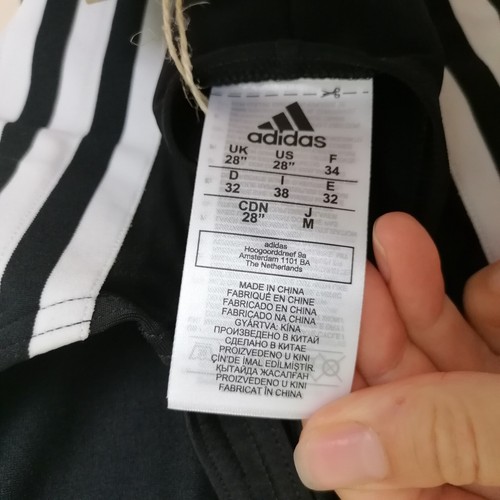 adidas
UK US F
28" 28" 34
D I E
32 38 32
CDN J
28" M
adidas
Hoogoorddreef 9a
Amsterdam 1101 BA
The Netherlands
MADE IN CHINA
FABRIQUÉ EN CHINE
FABRICADO EN CHINA
FABRICADO NA CHINA
GYÁRTVA: KÍNA
ПРОИЗВЕДЕНО В КИТАЙ
СДЕЛАНО В КИТАЕ
PROIZVEDENO U KINI
ÇİN'DE İMAL EDİLMİŞTİR.
ҚЫТАЙДА ЖАСАЛҒАН
PROIZVEDENO U KINI
FABRICAT ÎN CHINA